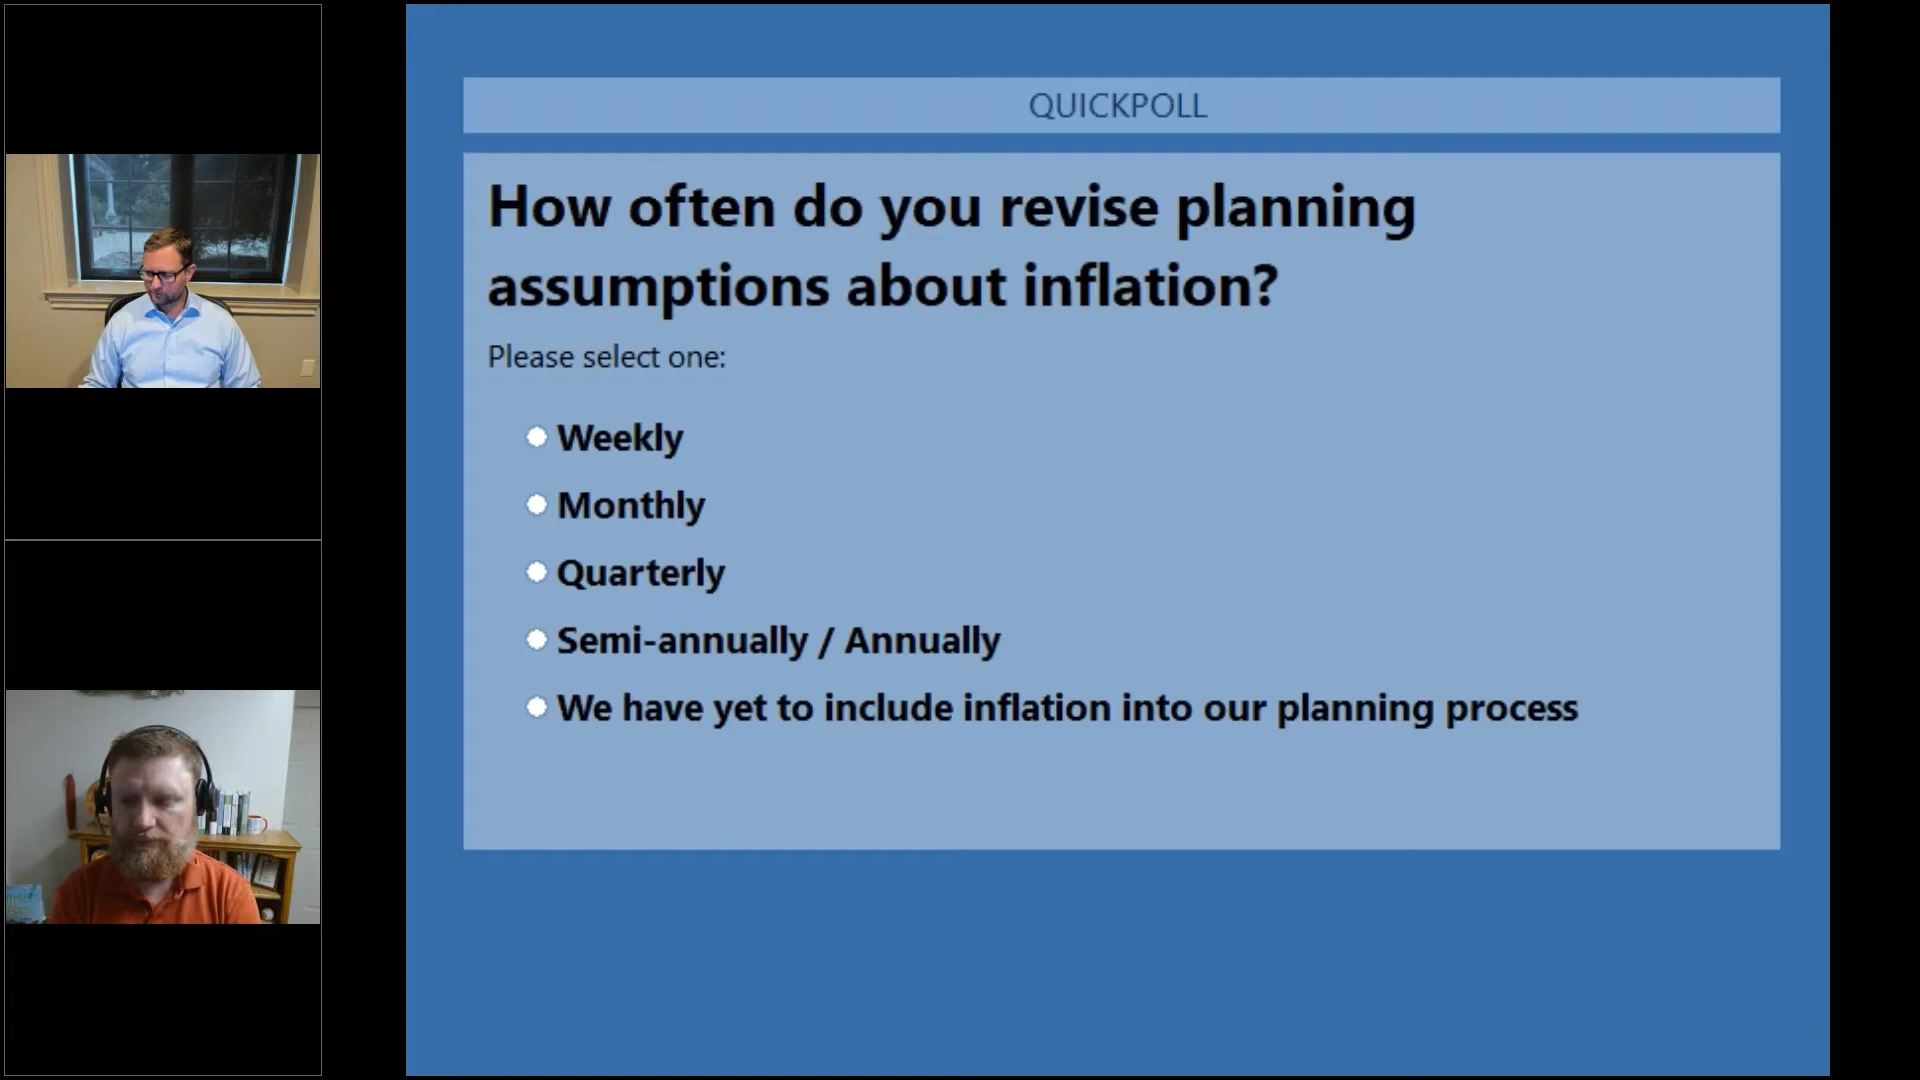 QUICKPOLL
How often do you revise planning
assumptions about inflation?
Please select one:
Weekly
Monthly
Quarterly
Semi-annually / Annually
We have yet to include inflation into our planning process